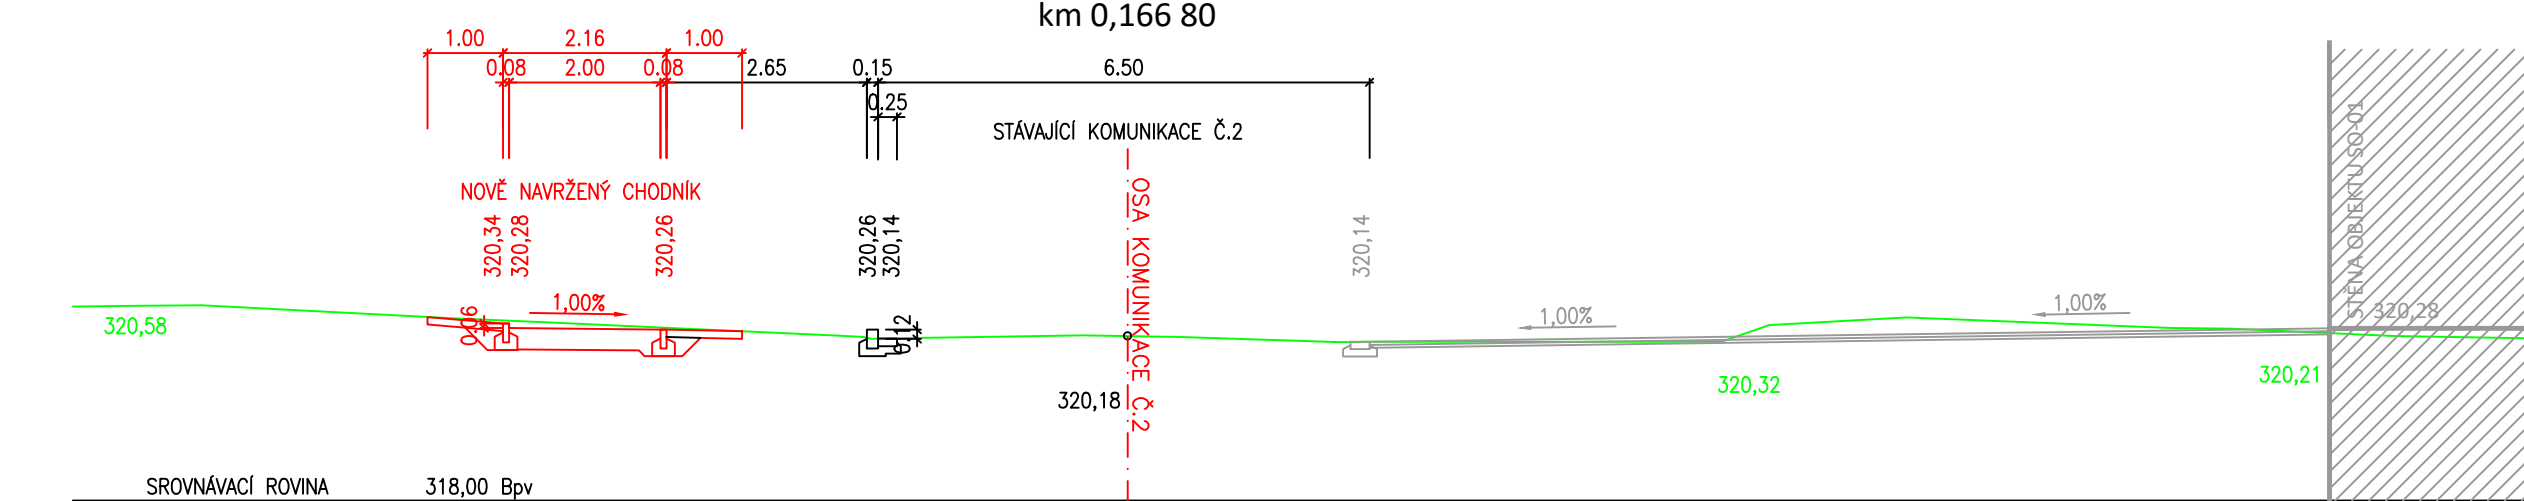 km 0,166 80
1.00 2.16 1.00
0.08 2.00 0.08 2.65 0.15 6.50
0.25
STÁVAJÍCÍ KOMUNIKACE Č.2
NOVĚ NAVRŽENÝ CHODNÍK
320,34
320,28
320,26
320,26
320,14
OSA KOMUNIKACE Č.2
320,14
STĚNA OBJEKTU SO-01
320,58
0.06
1,00%
0.12
1,00%
1,00%
320,28
320,18
320,32
320,21
SROVNÁVACÍ ROVINA 318,00 Bpv